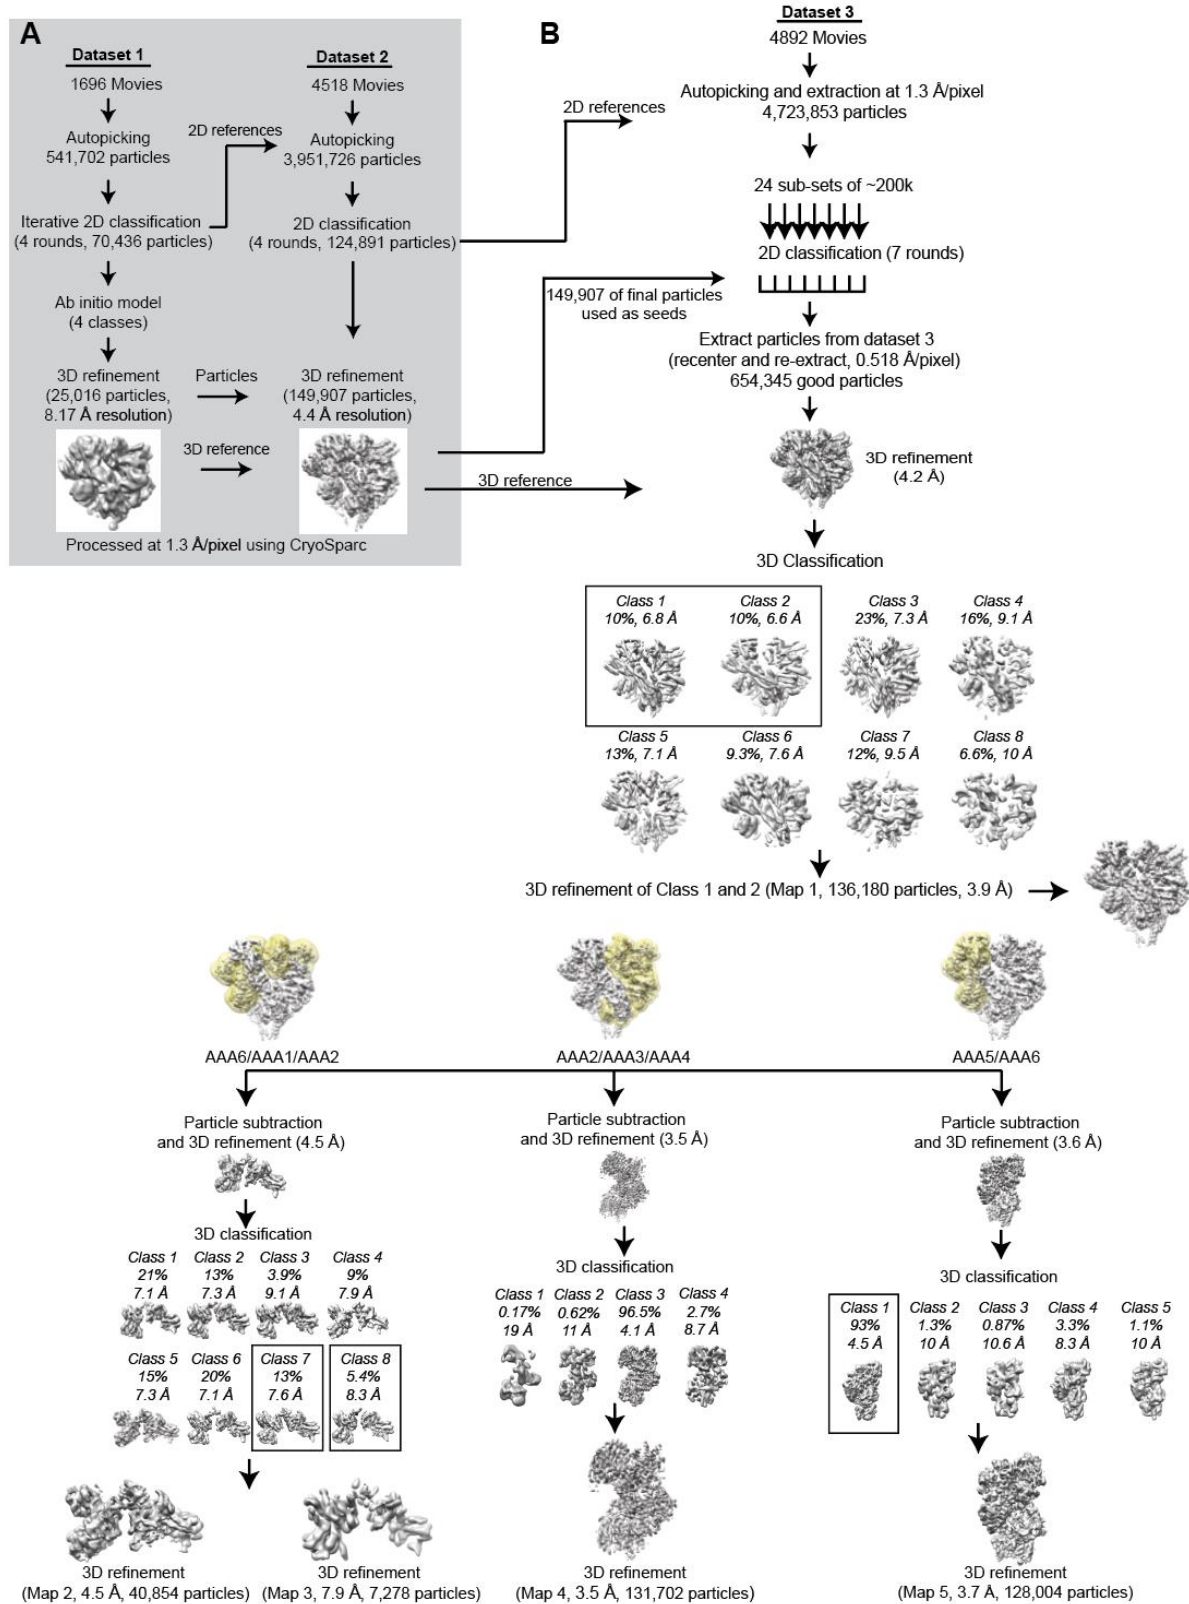 A
Dataset 1
1696 Movies
Autopicking
541,702 particles
Iterative 2D classification
(4 rounds, 70,436 particles)
Ab initio model
(4 classes)
3D refinement
(25,016 particles,
8.17 Å resolution)
2D references
Particles
3D reference
Dataset 2
4518 Movies
Autopicking
3,951,726 particles
2D classification
(4 rounds, 124,891 particles)
3D refinement
(149,907 particles,
4.4 Å resolution)
Processed at 1.3 Å/pixel using CryoSparc
B
Dataset 3
4892 Movies
2D references
Autopicking and extraction at 1.3 Å/pixel
4,723,853 particles
24 sub-sets of ~200k
2D classification (7 rounds)
149,907 of final particles
used as seeds
Extract particles from dataset 3
(recenter and re-extract, 0.518 Å/pixel)
654,345 good particles
3D reference
3D refinement
(4.2 Å)
3D Classification
Class 1
10%, 6.8 Å
Class 2
10%, 6.6 Å
Class 3
23%, 7.3 Å
Class 4
16%, 9.1 Å
Class 5
13%, 7.1 Å
Class 6
9.3%, 7.6 Å
Class 7
12%, 9.5 Å
Class 8
6.6%, 10 Å
3D refinement of Class 1 and 2 (Map 1, 136,180 particles, 3.9 Å)
AAA6/AAA1/AAA2
AAA2/AAA3/AAA4
AAA5/AAA6
Particle subtraction
and 3D refinement (4.5 Å)
3D classification
Class 1
21%
7.1 Å
Class 2
13%
7.3 Å
Class 3
3.9%
9.1 Å
Class 4
9%
7.9 Å
Class 5
15%
7.3 Å
Class 6
20%
7.1 Å
Class 7
13%
7.6 Å
Class 8
5.4%
8.3 Å
3D refinement
(Map 2, 4.5 Å, 40,854 particles)
3D refinement
(Map 3, 7.9 Å, 7,278 particles)
Particle subtraction
and 3D refinement (3.5 Å)
3D classification
Class 1
0.17%
19 Å
Class 2
0.62%
11 Å
Class 3
96.5%
4.1 Å
Class 4
2.7%
8.7 Å
3D refinement
(Map 4, 3.5 Å, 131,702 particles)
Particle subtraction
and 3D refinement (3.6 Å)
3D classification
Class 1
93%
4.5 Å
Class 2
1.3%
10 Å
Class 3
0.87%
10.6 Å
Class 4
3.3%
8.3 Å
Class 5
1.1%
10 Å
3D refinement
(Map 5, 3.7 Å, 128,004 particles)